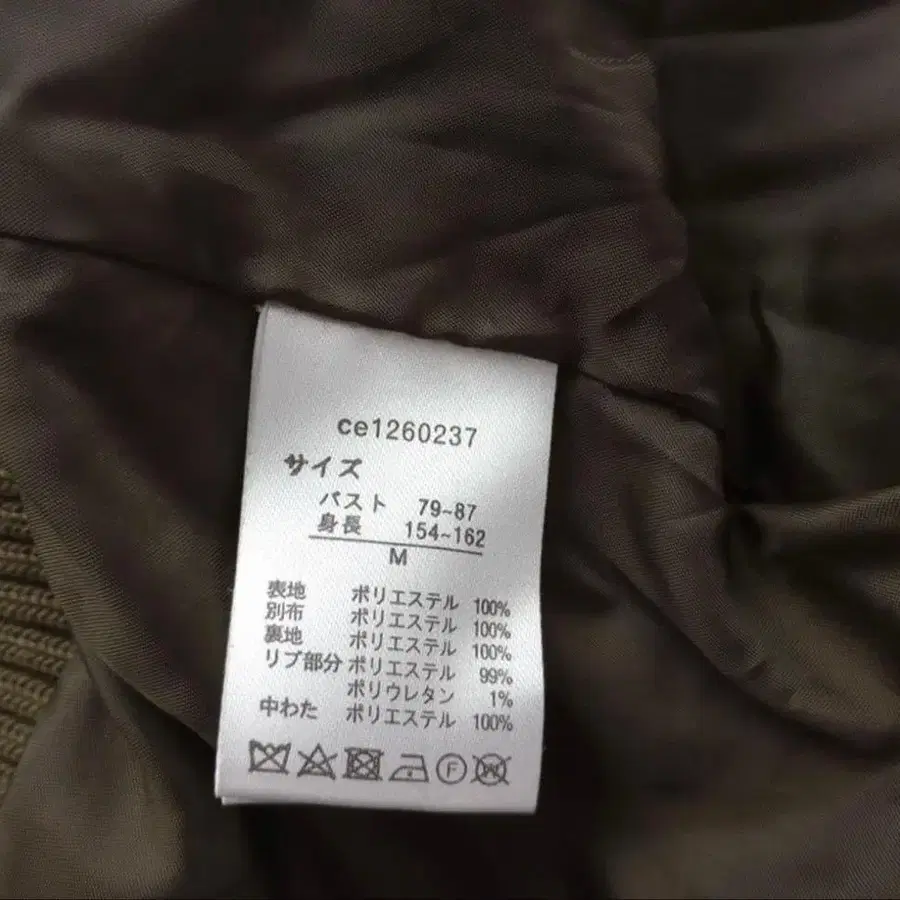 ce1260237
サイズ
バスト 79~87
身長 154~162
M
表地 ポリエステル 100%
別布 ポリエステル 100%
裏地 ポリエステル 100%
リブ部分 ポリエステル 99%
ポリウレタン 1%
中わた ポリエステル 100%
F W